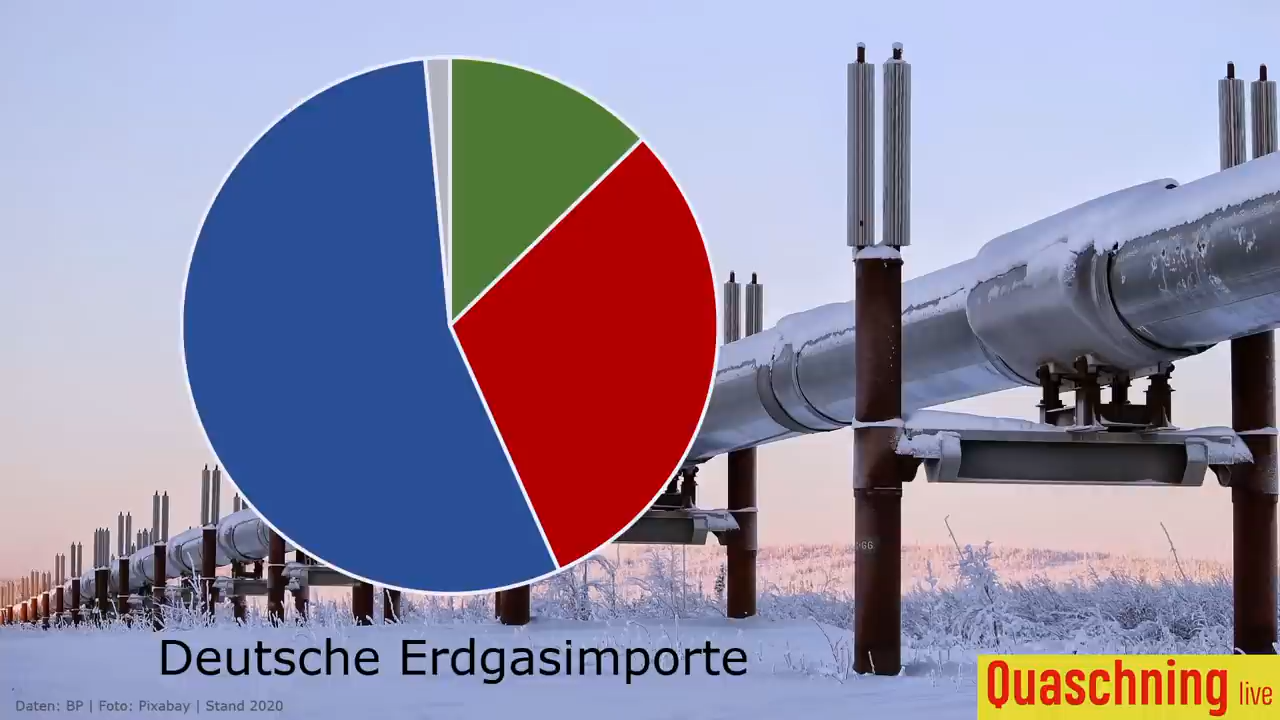 Deutsche Erdgasimporte
Daten: BP | Foto: Pixabay | Stand 2020
Quaschning live